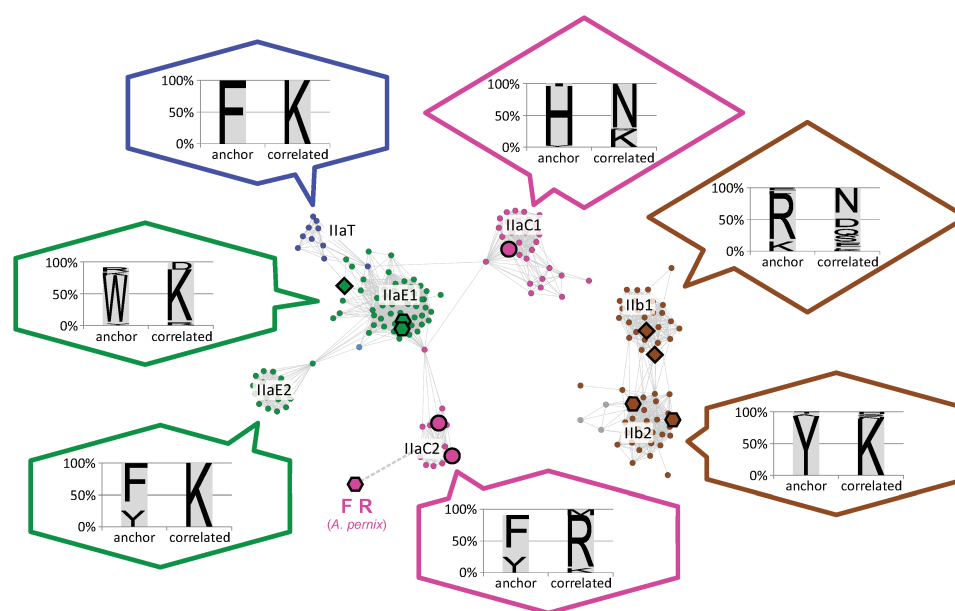 100%
50%
0%
F K
anchor correlated
100%
50%
0%
H N
K
anchor correlated
100%
50%
0%
R N
K D
S
anchor correlated
IIaT
IIaC1
100%
50%
0%
R D
W K
anchor correlated
IIaE1
IIb1
IIaE2
IIaC2
IIb2
100%
50%
0%
Y K
anchor correlated
100%
50%
0%
F K
Y
anchor correlated
F R
(A. pernix)
100%
50%
0%
F R
Y
anchor correlated